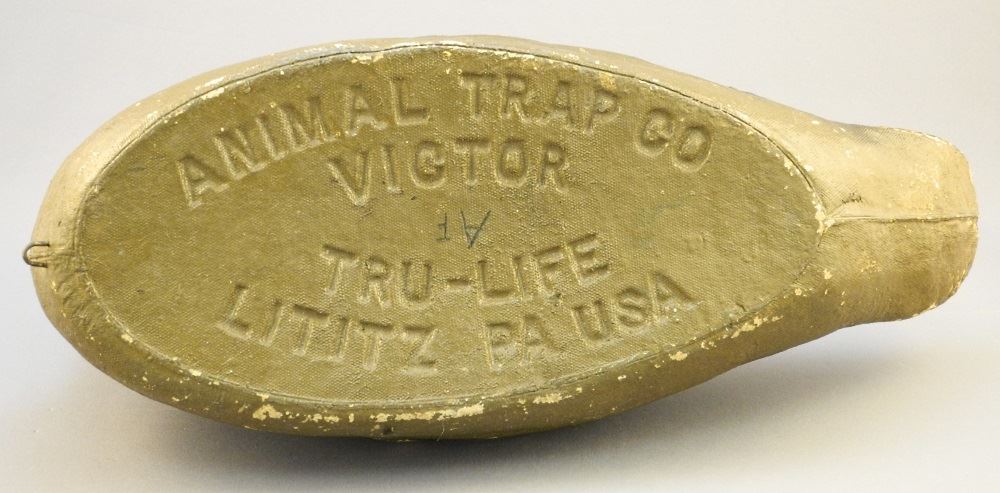 ANIMAL TRAP CO
VICTOR
AF
TRU-LIFE
LITITZ PA USA